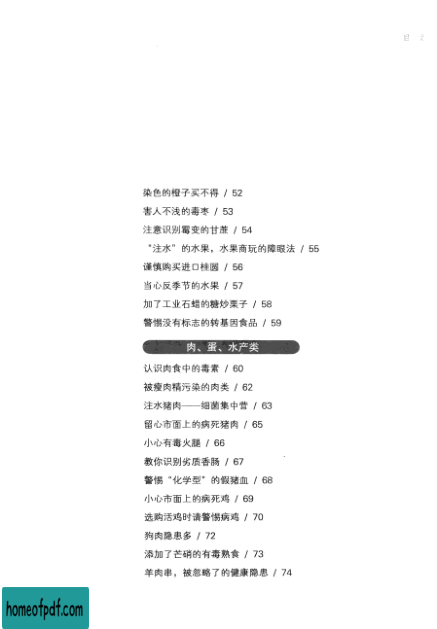 染色的橙子买不得 / 52
害人不浅的毒枣 / 53
注意识别霉变的甘蔗 / 54
“注水”的水果，水果商玩的障眼法 / 55
谨慎购买进口桂圆 / 56
当心反季节的水果 / 57
加了工业石蜡的糖炒栗子 / 58
警惕没有标志的转基因食品 / 59
肉、蛋、水产类
认识肉食中的毒素 / 60
被瘦肉精污染的肉类 / 62
注水猪肉——细菌集中营 / 63
留心市面上的病死猪肉 / 65
小心有毒火腿 / 66
教你识别劣质香肠 / 67
警惕“化学型”的假猪血 / 68
小心市面上的病死鸡 / 69
选购活鸡时请警惕病鸡 / 70
狗肉隐患多 / 72
添加了芒硝的有毒熟食 / 73
羊肉串，被忽略了的健康隐患 / 74
homeofpdf.com